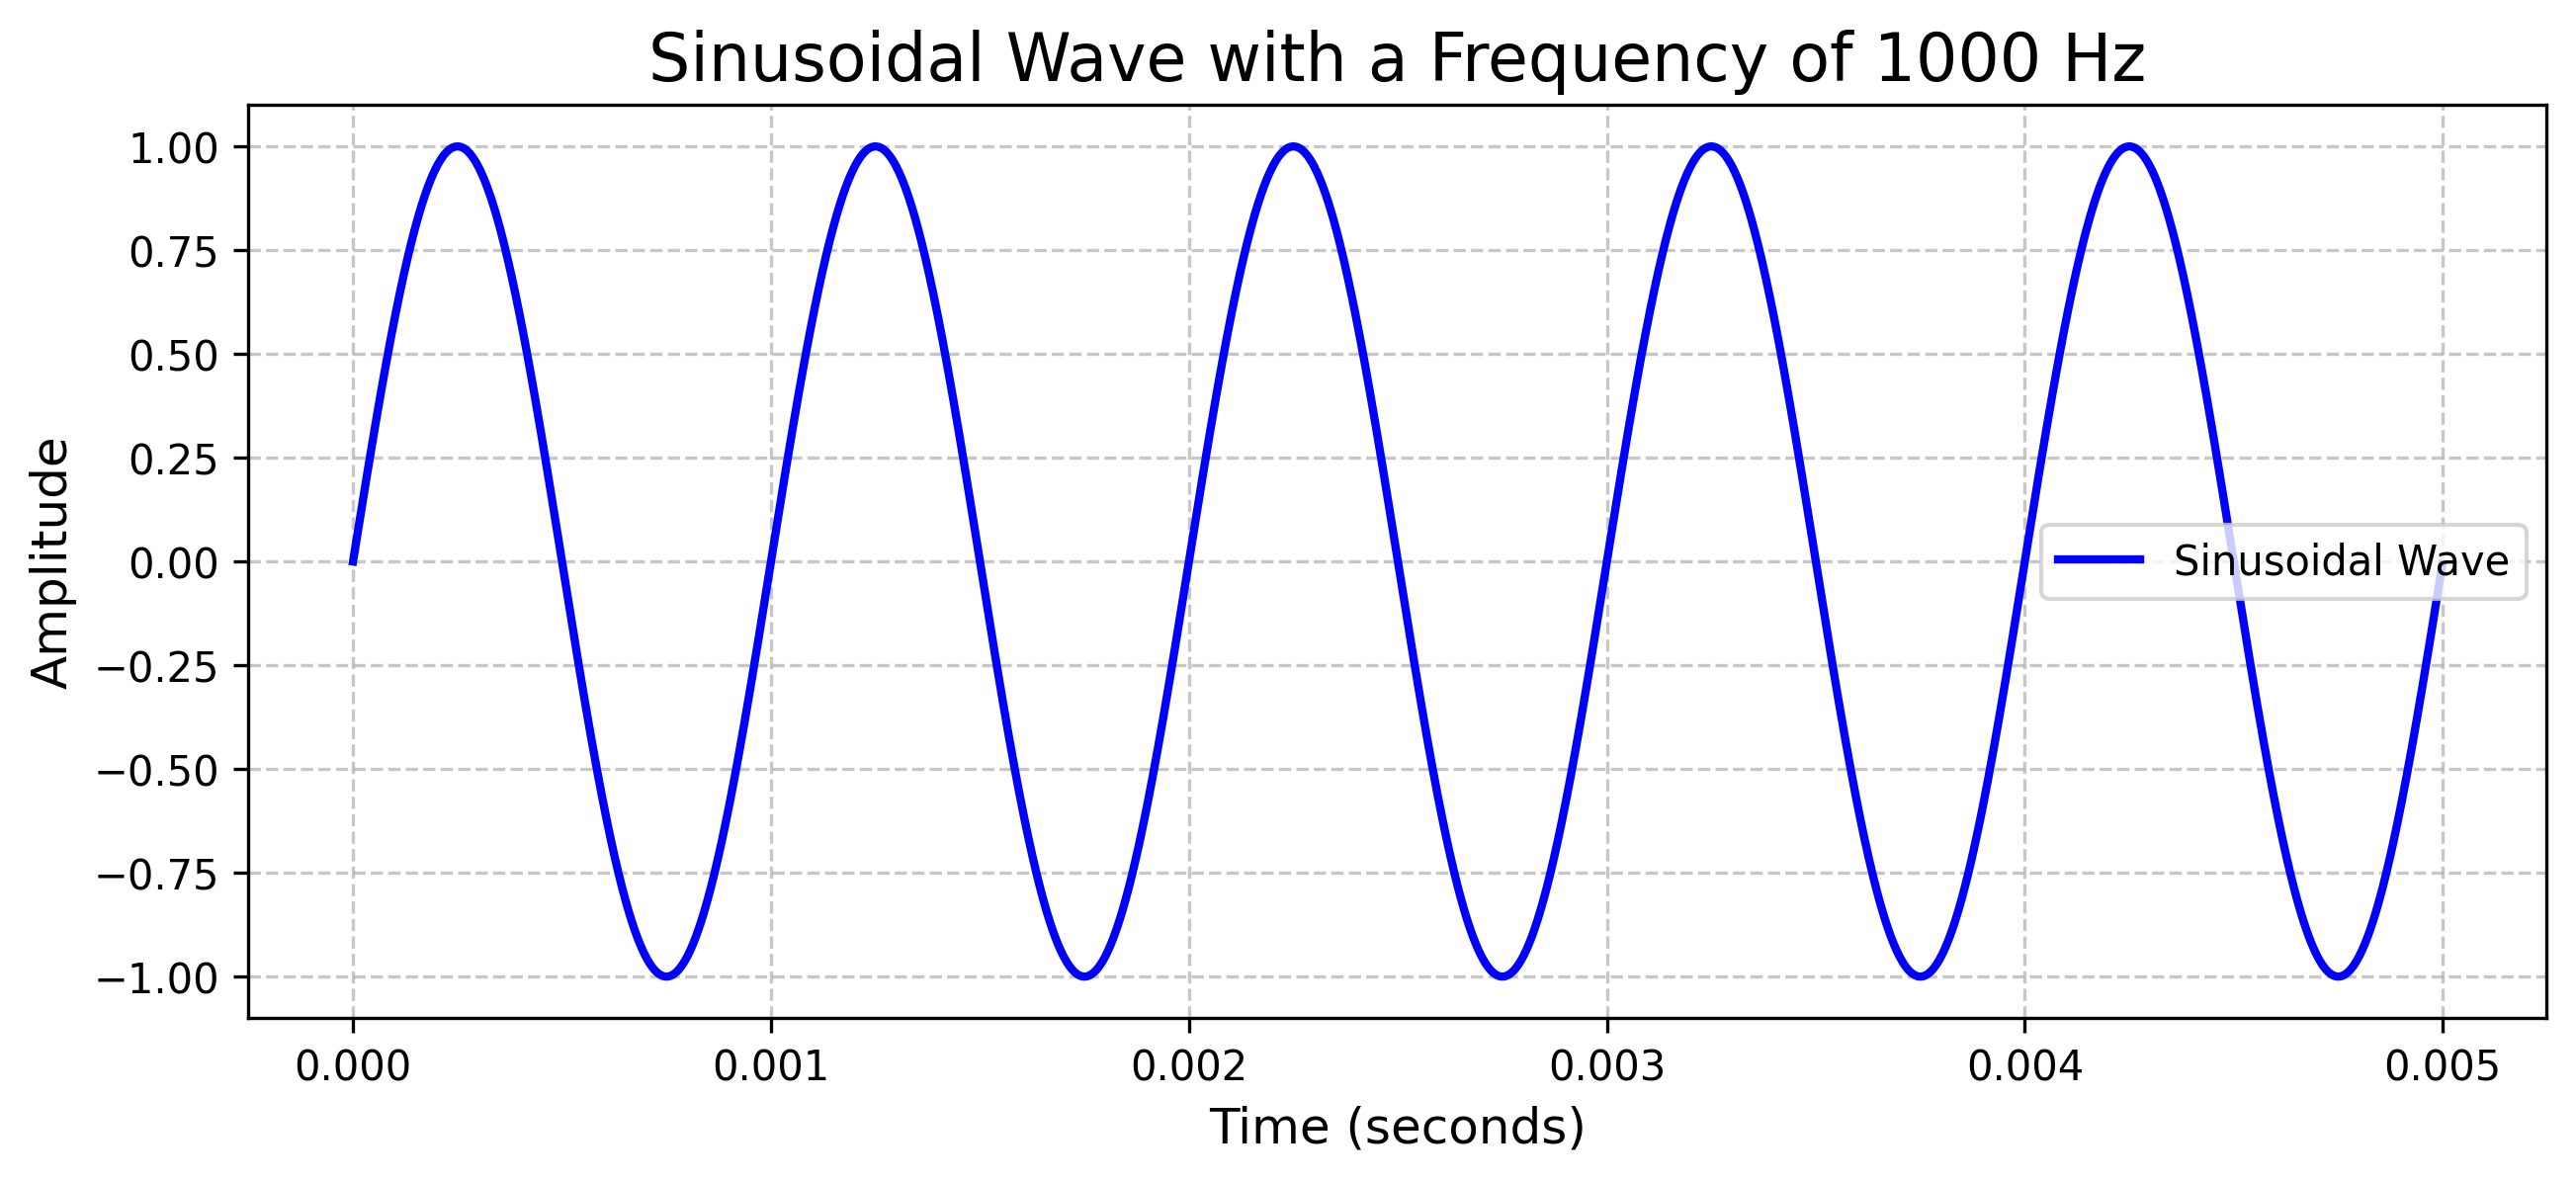 Sinusoidal Wave with a Frequency of 1000 Hz
1.00
0.75
0.50
0.25
0.00
−0.25
−0.50
−0.75
−1.00
Amplitude
Sinusoidal Wave
0.000 0.001 0.002 0.003 0.004 0.005
Time (seconds)